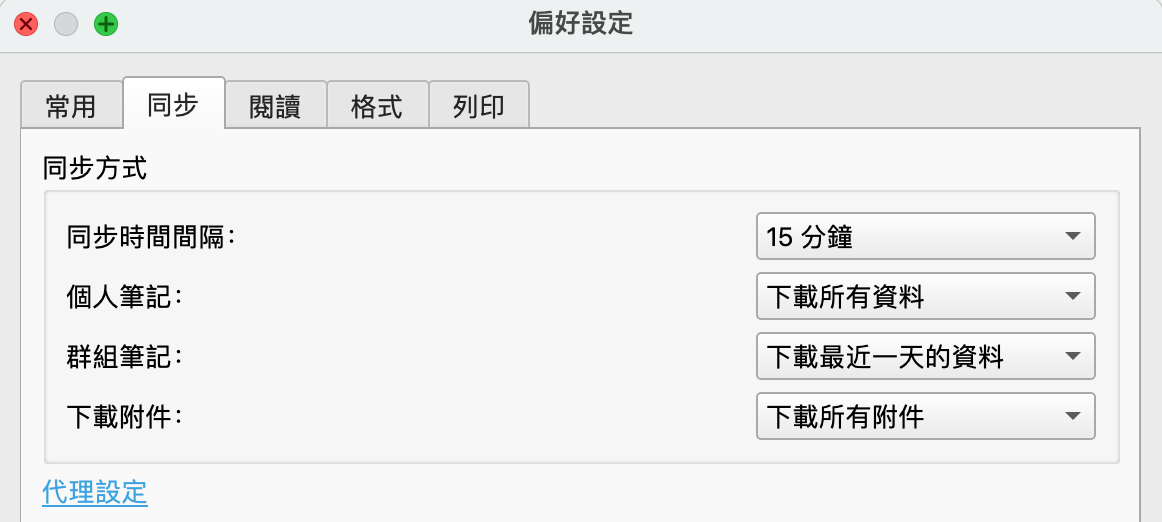 偏好設定
常用 同步 閱讀 格式 列印
同步方式
同步時間間隔： 15 分鐘
個人筆記： 下載所有資料
群組筆記： 下載最近一天的資料
下載附件： 下載所有附件
代理設定